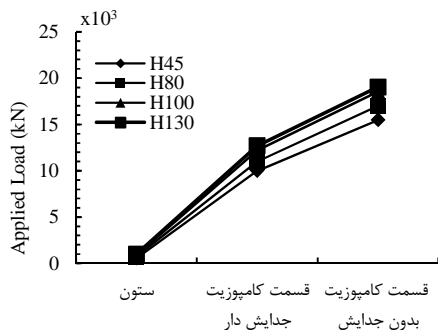 x10³
25
20
15
10
5
0
Applied Load (kN)
H45
H80
H100
H130
ستون
قسمت کامپوزیت
جدایش دار
قسمت کامپوزیت
بدون جدایش